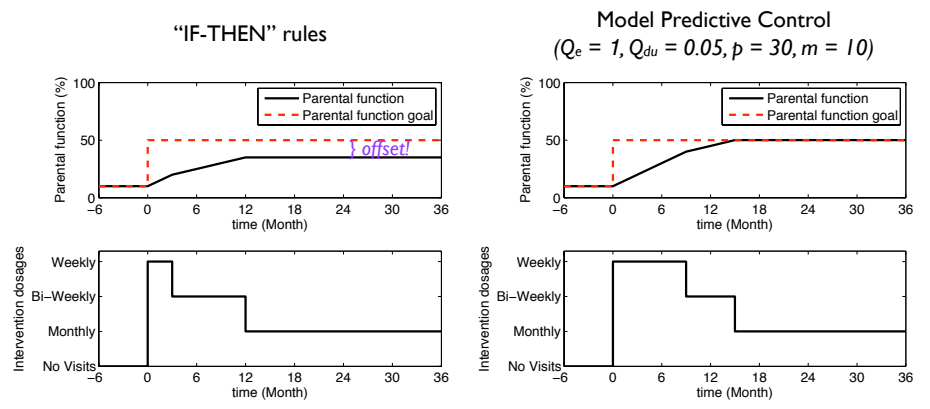 “IF-THEN” rules
Parental function (%)
100
50
0
Parental function
Parental function goal
} offset!
−6 0 6 12 18 24 30 36
time (Month)
Intervention dosages
Weekly
Bi−Weekly
Monthly
No Visits
−6 0 6 12 18 24 30 36
time (Month)
Model Predictive Control
(Qe = 1, Qdu = 0.05, p = 30, m = 10)
Parental function (%)
100
50
0
Parental function
Parental function goal
−6 0 6 12 18 24 30 36
time (Month)
Intervention dosages
Weekly
Bi−Weekly
Monthly
No Visits
−6 0 6 12 18 24 30 36
time (Month)